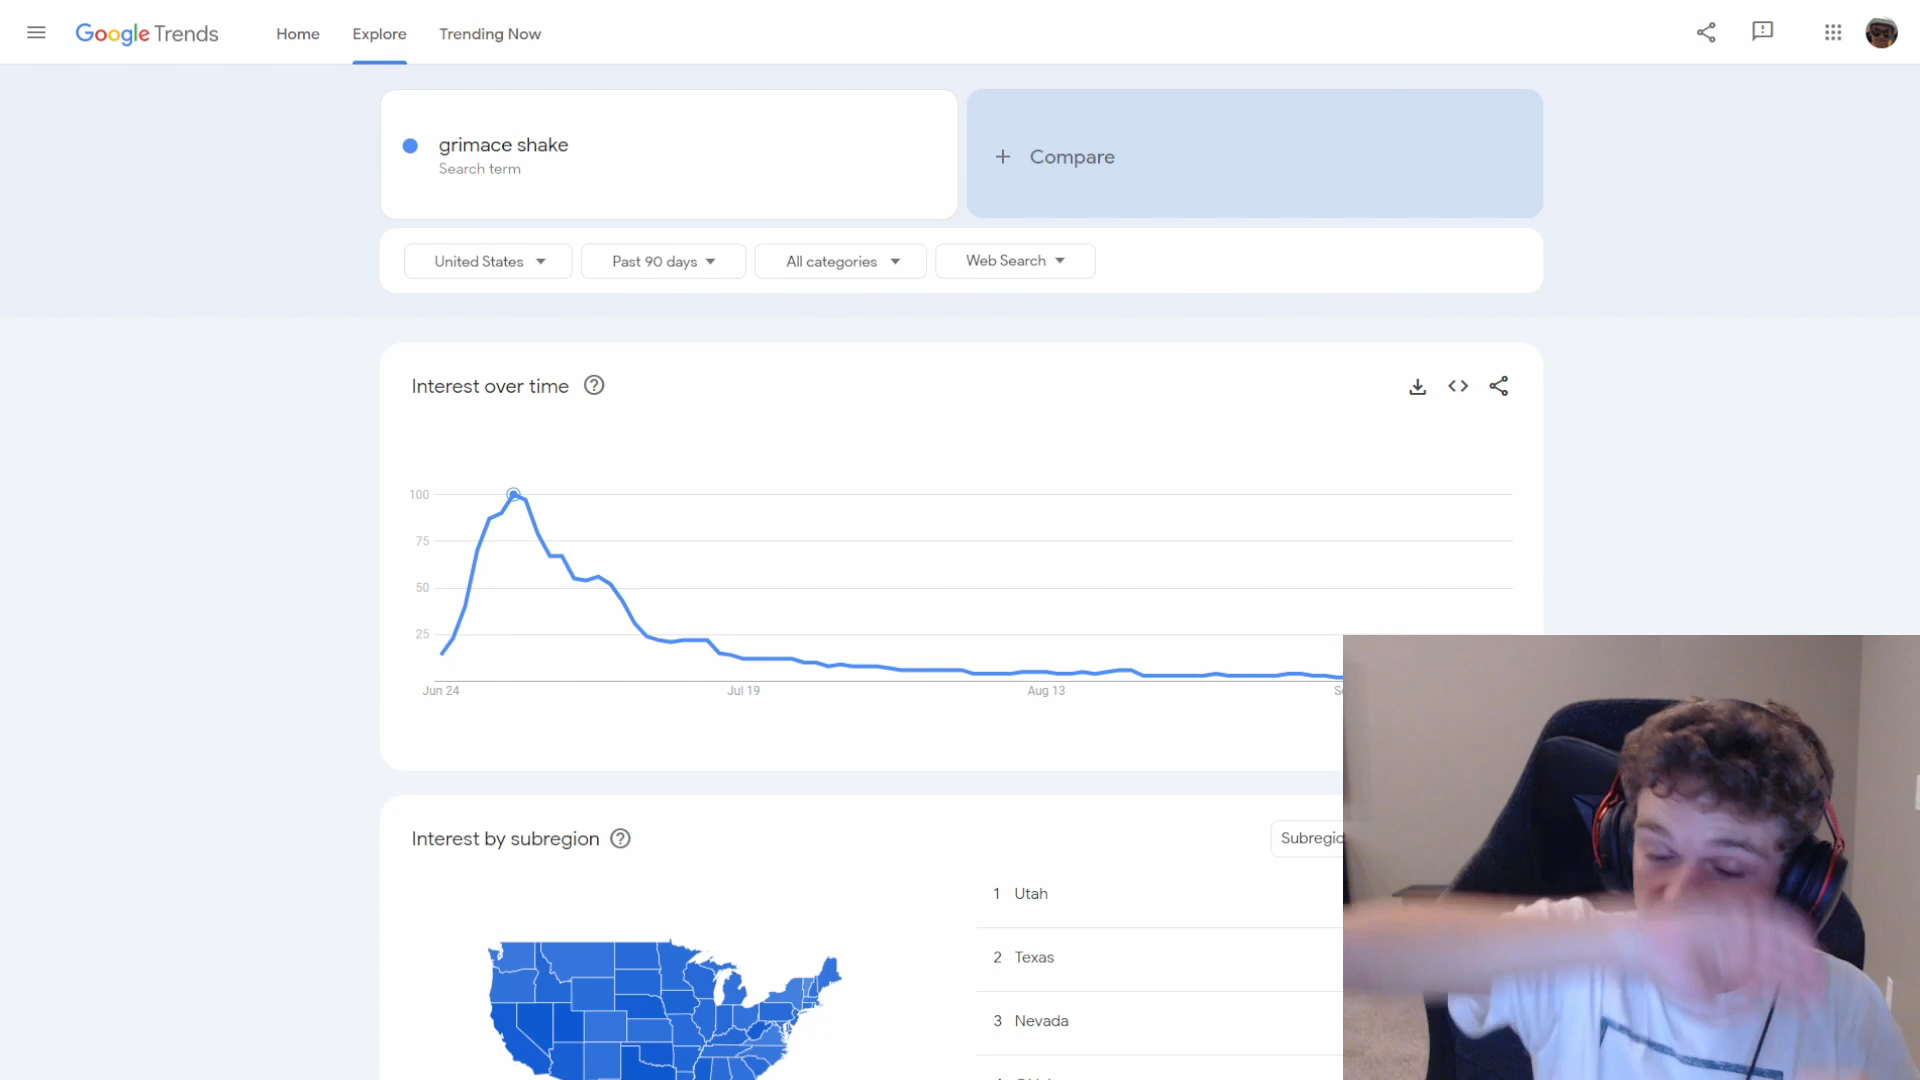 Google Trends Home Explore Trending Now
grimace shake
Search term
+ Compare
United States Past 90 days All categories Web Search
Interest over time
100
75
50
25
Jun 24 Jul 19 Aug 13
Interest by subregion Subregio
1 Utah
2 Texas
3 Nevada